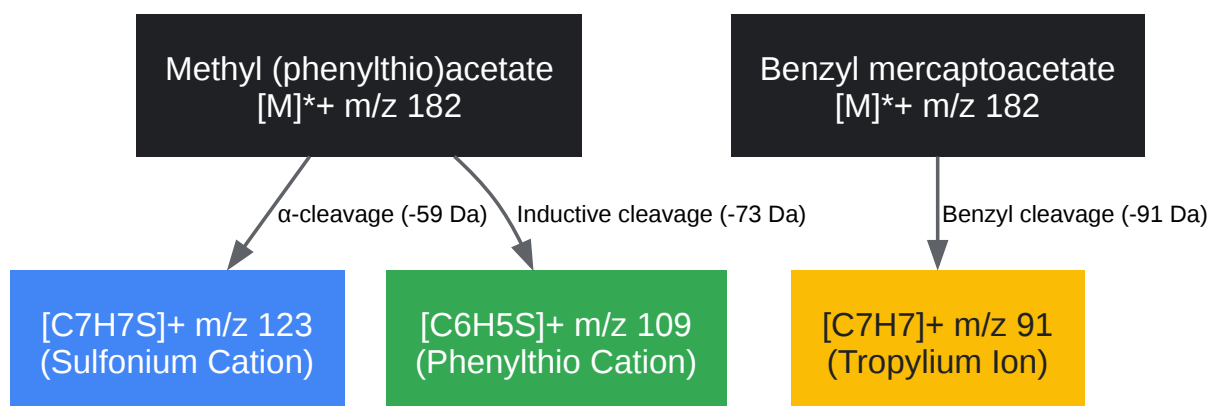 Methyl (phenylthio)acetate
[M]*+ m/z 182
Benzyl mercaptoacetate
[M]*+ m/z 182
α-cleavage (-59 Da)
Inductive cleavage (-73 Da)
Benzyl cleavage (-91 Da)
[C7H7S]+ m/z 123
(Sulfonium Cation)
[C6H5S]+ m/z 109
(Phenylthio Cation)
[C7H7]+ m/z 91
(Tropylium Ion)